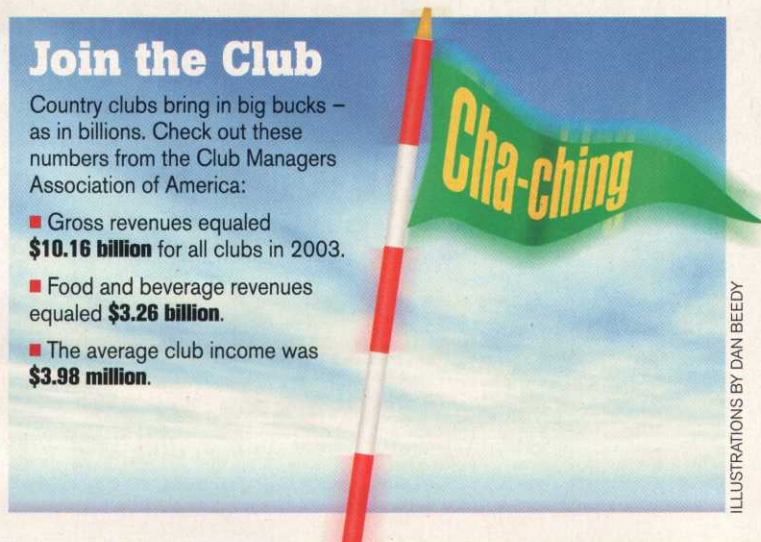 Join the Club
Country clubs bring in big bucks –
as in billions. Check out these
numbers from the Club Managers
Association of America:
■ Gross revenues equaled
$10.16 billion for all clubs in 2003.
■ Food and beverage revenues
equaled $3.26 billion.
■ The average club income was
$3.98 million.
Cha-ching
ILLUSTRATIONS BY DAN BEEDY